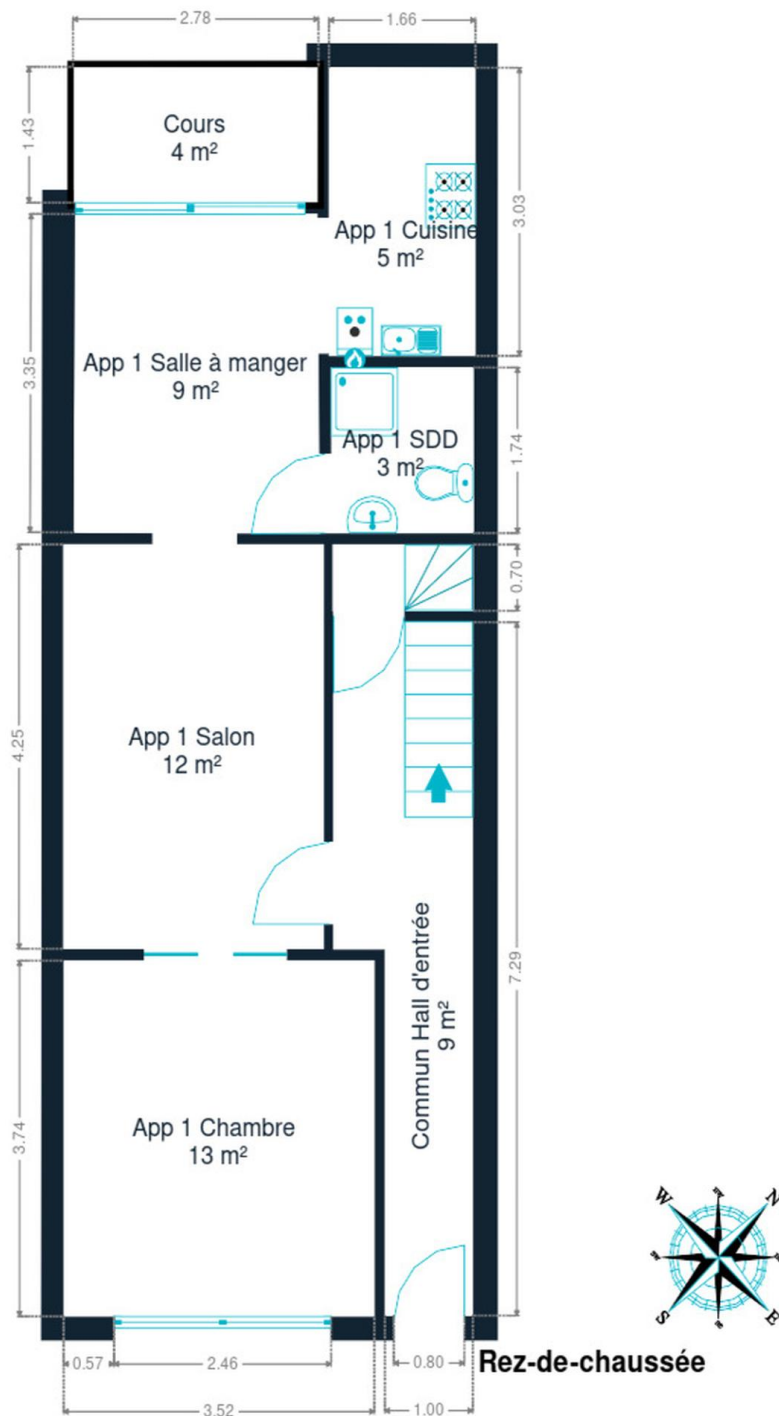 2.78
1.66
1.43
Cours
4 m²
3.03
App 1 Cuisine
5 m²
3.35
App 1 Salle à manger
9 m²
App 1 SDD
3 m²
1.74
0.70
4.25
App 1 Salon
12 m²
Commun Hall d'entrée
9 m²
7.29
3.74
App 1 Chambre
13 m²
W
N
S
E
Rez-de-chaussée
0.57
2.46
0.80
3.52
1.00